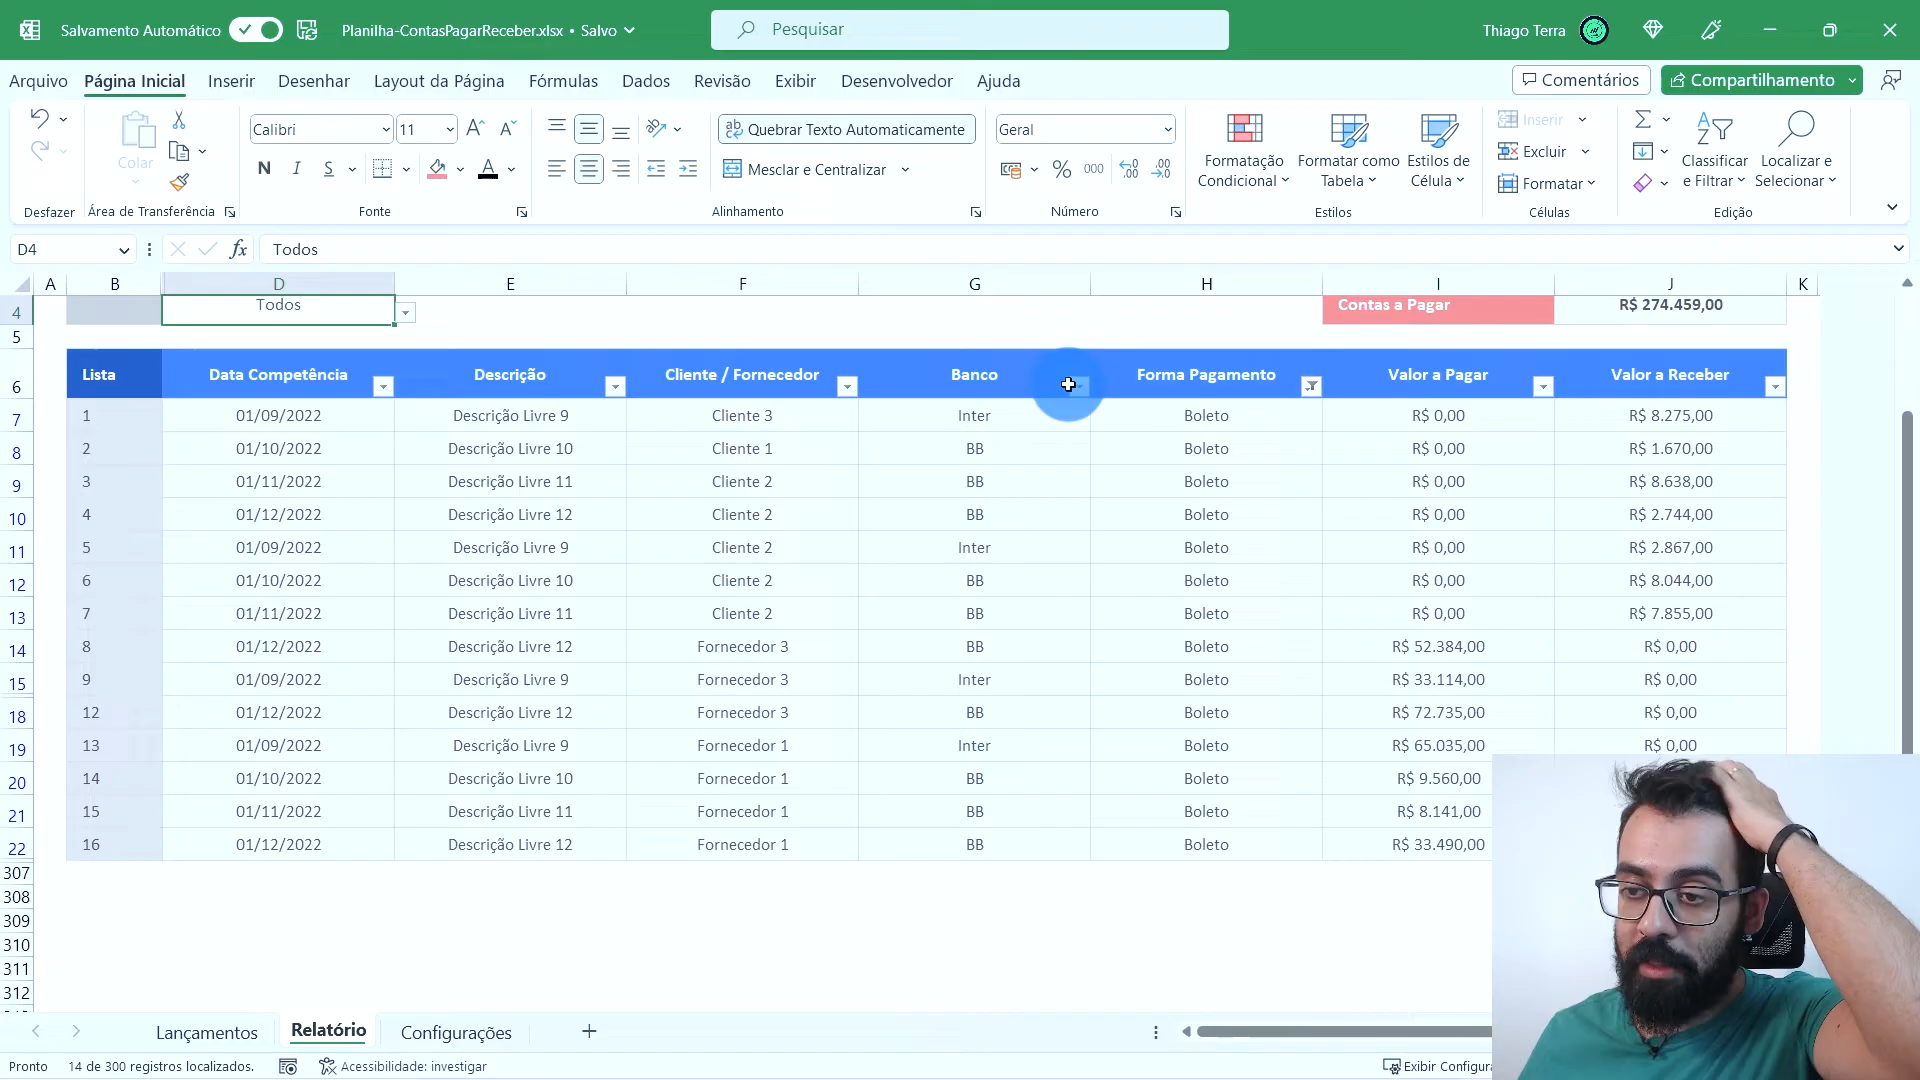 Salvamento Automático
Planilha-ContasPagarReceber.xlsx • Salvo
Pesquisar
Thiago Terra
Arquivo Página Inicial Inserir Desenhar Layout da Página Fórmulas Dados Revisão Exibir Desenvolvedor Ajuda
Comentários Compartilhamento
Colar
Calibri 11
N I S
Quebrar Texto Automaticamente
Mesclar e Centralizar
Geral
% 000
Formatação Condicional
Formatar como Tabela
Estilos de Célula
Inserir
Excluir
Formatar
Classificar e Filtrar
Localizar e Selecionar
Desfazer Área de Transferência Fonte Alinhamento Número Estilos Células Edição
D4 fx Todos
A B D E F G H I J K
4 Todos Contas a Pagar R$ 274.459,00
5
6 Lista Data Competência Descrição Cliente / Fornecedor Banco Forma Pagamento Valor a Pagar Valor a Receber
7 1 01/09/2022 Descrição Livre 9 Cliente 3 Inter Boleto R$ 0,00 R$ 8.275,00
8 2 01/10/2022 Descrição Livre 10 Cliente 1 BB Boleto R$ 0,00 R$ 1.670,00
9 3 01/11/2022 Descrição Livre 11 Cliente 2 BB Boleto R$ 0,00 R$ 8.638,00
10 4 01/12/2022 Descrição Livre 12 Cliente 2 BB Boleto R$ 0,00 R$ 2.744,00
11 5 01/09/2022 Descrição Livre 9 Cliente 2 Inter Boleto R$ 0,00 R$ 2.867,00
12 6 01/10/2022 Descrição Livre 10 Cliente 2 BB Boleto R$ 0,00 R$ 8.044,00
13 7 01/11/2022 Descrição Livre 11 Cliente 2 BB Boleto R$ 0,00 R$ 7.855,00
14 8 01/12/2022 Descrição Livre 12 Fornecedor 3 BB Boleto R$ 52.384,00 R$ 0,00
15 9 01/09/2022 Descrição Livre 9 Fornecedor 3 Inter Boleto R$ 33.114,00 R$ 0,00
18 12 01/12/2022 Descrição Livre 12 Fornecedor 3 BB Boleto R$ 72.735,00 R$ 0,00
19 13 01/09/2022 Descrição Livre 9 Fornecedor 1 Inter Boleto R$ 65.035,00 R$ 0,00
20 14 01/10/2022 Descrição Livre 10 Fornecedor 1 BB Boleto R$ 9.560,00
21 15 01/11/2022 Descrição Livre 11 Fornecedor 1 BB Boleto R$ 8.141,00
22 16 01/12/2022 Descrição Livre 12 Fornecedor 1 BB Boleto R$ 33.490,00
307
308
309
310
311
312
Lançamentos Relatório Configurações
Pronto 14 de 300 registros localizados. Acessibilidade: investigar Exibir Configura